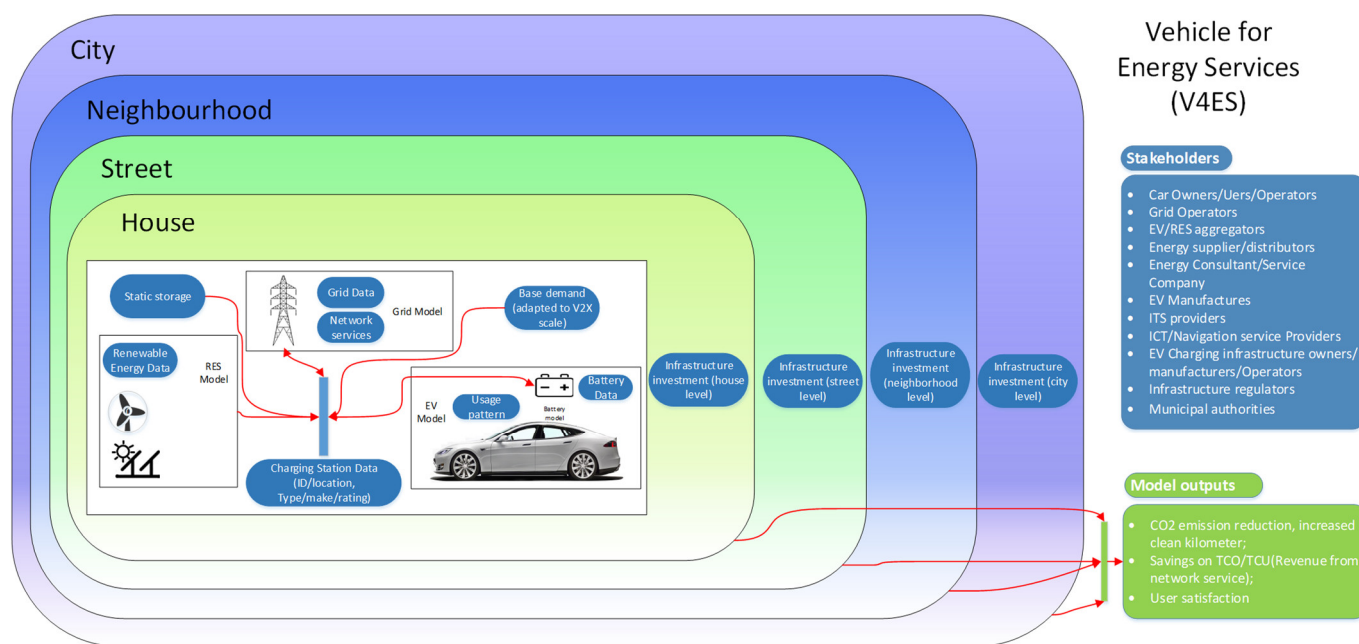 City
Neighbourhood
Street
House
Static storage
Grid Data
Network
services
Grid Model
Base demand
(adapted to V2X
scale)
Renewable
Energy Data
RES
Model
EV
Model
Usage
pattern
Battery
Data
Battery
model
Charging Station Data
(ID/location,
Type/make/rating)
Infrastructure
investment (house
level)
Infrastructure
investment (street
level)
Infrastructure
investment
(neighborhood
level)
Infrastructure
investment (city
level)
Vehicle for
Energy Services
(V4ES)
Stakeholders
• Car Owners/Uers/Operators
• Grid Operators
• EV/RES aggregators
• Energy supplier/distributors
• Energy Consultant/Service
Company
• EV Manufactures
• ITS providers
• ICT/Navigation service Providers
• EV Charging infrastructure owners/
manufacturers/Operators
• Infrastructure regulators
• Municipal authorities
Model outputs
• CO2 emission reduction, increased
clean kilometer;
• Savings on TCO/TCU(Revenue from
network service);
• User satisfaction